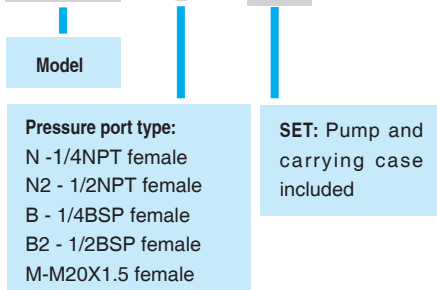 Model
Pressure port type:
N -1/4NPT female
N2 - 1/2NPT female
B - 1/4BSP female
B2 - 1/2BSP female
M-M20X1.5 female
SET: Pump and
carrying case
included